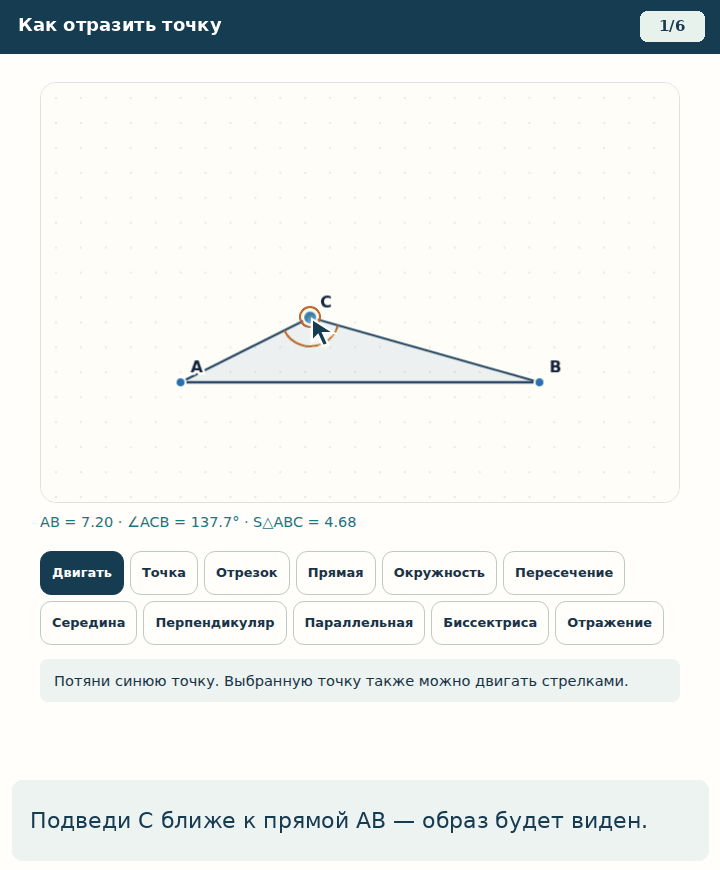 Как отразить точку
1/6
C
A
B
AB = 7.20 · ∠ACB = 137.7° · S△ABC = 4.68
Двигать Точка Отрезок Прямая Окружность Пересечение
Середина Перпендикуляр Параллельная Биссектриса Отражение
Потяни синюю точку. Выбранную точку также можно двигать стрелками.
Подведи C ближе к прямой AB — образ будет виден.